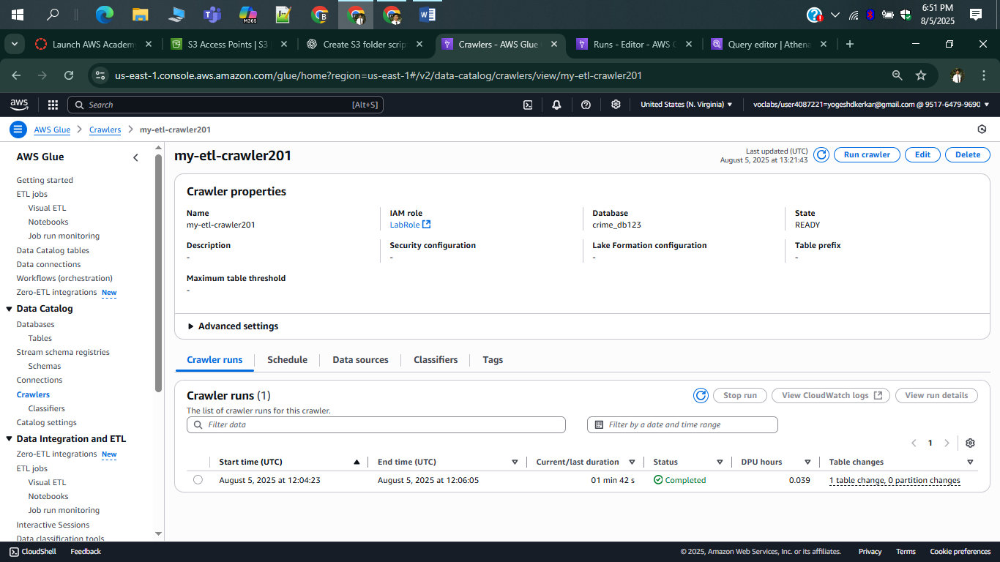 6:51 PM
8/5/2025
M365
Launch AWS Academy
S3 Access Points | S3 |
Create S3 folder scrip
Crawlers - AWS Glue
Runs - Editor - AWS G
Query editor | Athena
us-east-1.console.aws.amazon.com/glue/home?region=us-east-1#/v2/data-catalog/crawlers/view/my-etl-crawler201
aws
Search
[Alt+S]
United States (N. Virginia)
voclabs/user4087221=yogeshdkerkar@gmail.com @ 9517-6479-9690
AWS Glue
Crawlers
my-etl-crawler201
AWS Glue
Getting started
ETL jobs
Visual ETL
Notebooks
Job run monitoring
Data Catalog tables
Data connections
Workflows (orchestration)
Zero-ETL integrations New
Data Catalog
Databases
Tables
Stream schema registries
Schemas
Connections
Crawlers
Classifiers
Catalog settings
Data Integration and ETL
Zero-ETL integrations New
ETL jobs
Visual ETL
Notebooks
Job run monitoring
Interactive Sessions
Data classification tools
my-etl-crawler201
Last updated (UTC)
August 5, 2025 at 13:21:43
Run crawler
Edit
Delete
Crawler properties
Name
my-etl-crawler201
IAM role
LabRole
Database
crime_db123
State
READY
Description
-
Security configuration
-
Lake Formation configuration
-
Table prefix
-
Maximum table threshold
-
Advanced settings
Crawler runs
Schedule
Data sources
Classifiers
Tags
Crawler runs (1)
The list of crawler runs for this crawler.
Stop run
View CloudWatch logs
View run details
Filter data
Filter by a date and time range
1
Start time (UTC)
End time (UTC)
Current/last duration
Status
DPU hours
Table changes
August 5, 2025 at 12:04:23
August 5, 2025 at 12:06:05
01 min 42 s
Completed
0.039
1 table change, 0 partition changes
CloudShell
Feedback
© 2025, Amazon Web Services, Inc. or its affiliates.
Privacy
Terms
Cookie preferences